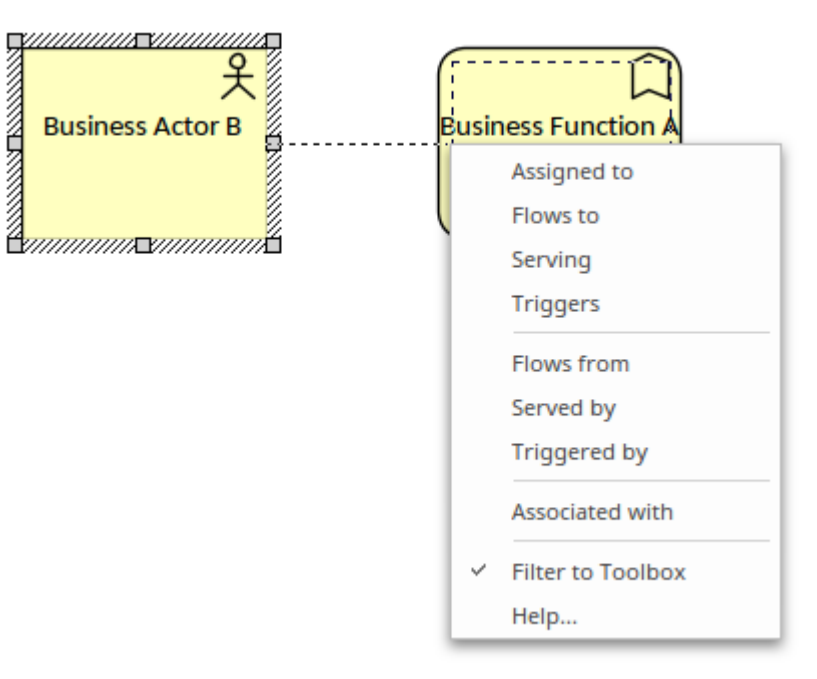 Business Actor B
Business Function A
Assigned to
Flows to
Serving
Triggers
Flows from
Served by
Triggered by
Associated with
Filter to Toolbox
Help...